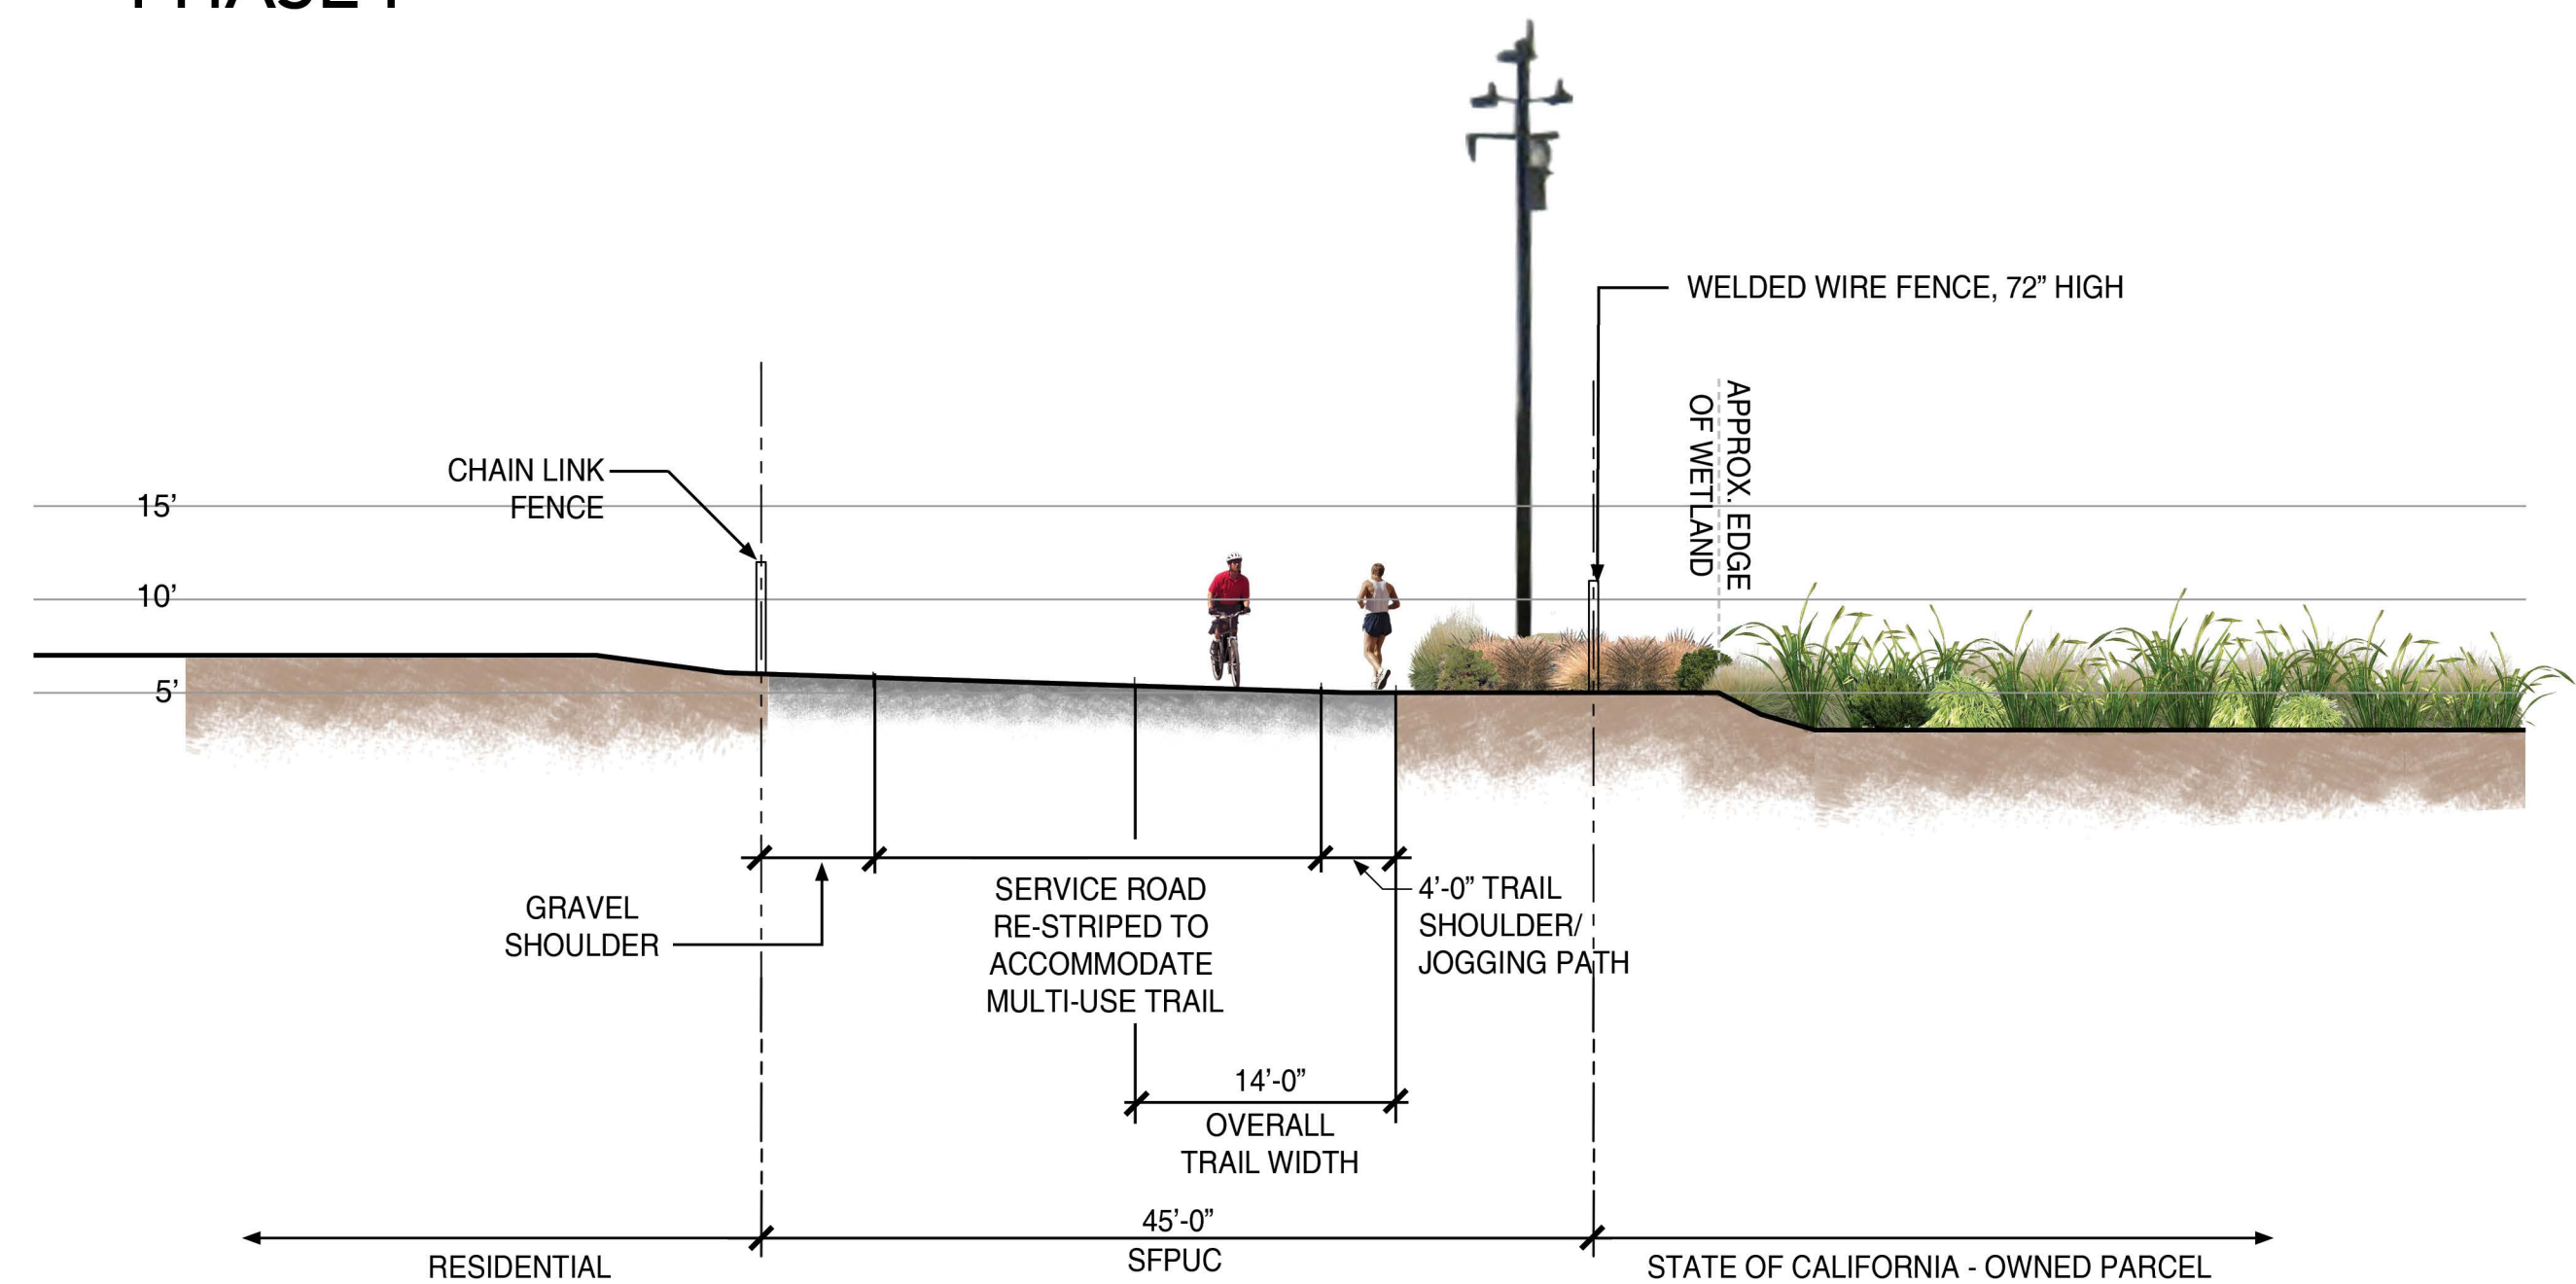 WELDED WIRE FENCE, 72” HIGH
APPROX. EDGE
OF WETLAND
CHAIN LINK
FENCE
15’
10’
5’
GRAVEL
SHOULDER
SERVICE ROAD
RE-STRIPED TO
ACCOMMODATE
MULTI-USE TRAIL
4’-0” TRAIL
SHOULDER/
JOGGING PATH
14’-0”
OVERALL
TRAIL WIDTH
45’-0”
RESIDENTIAL
SFPUC
STATE OF CALIFORNIA - OWNED PARCEL